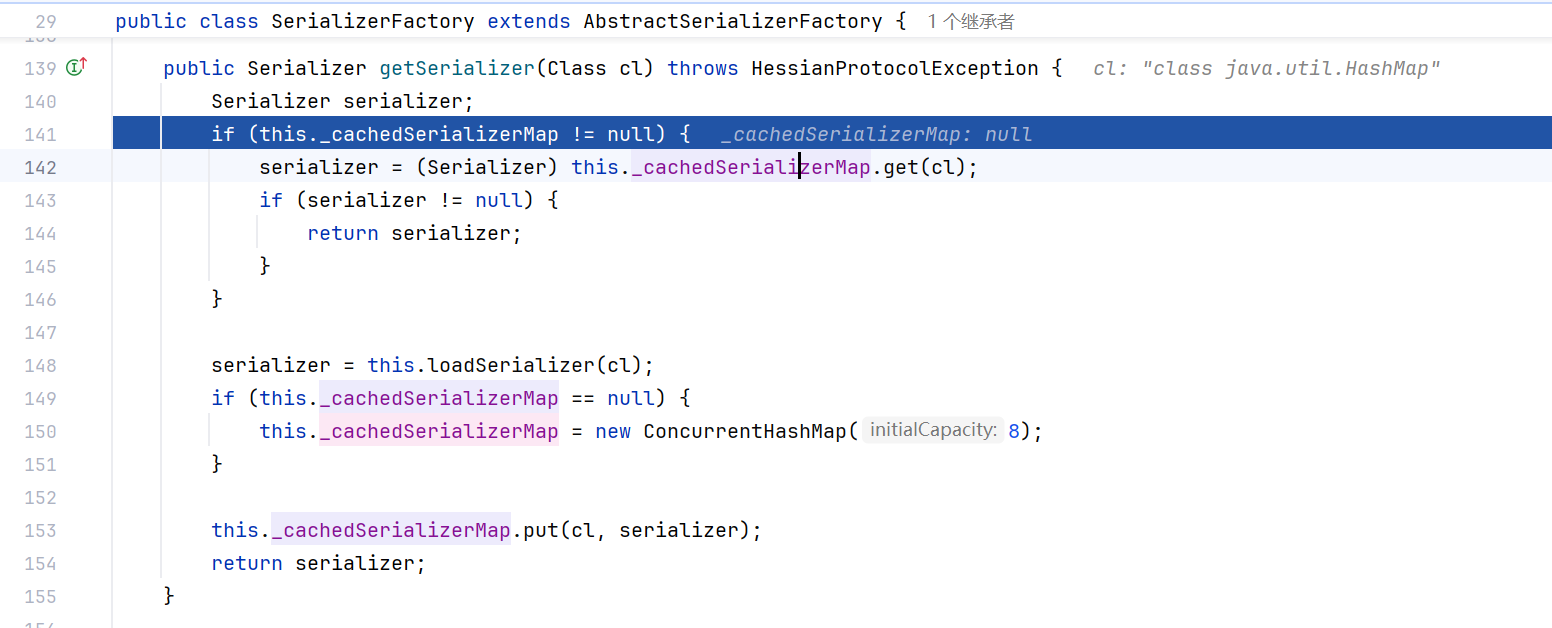 29 public class SerializerFactory extends AbstractSerializerFactory { 1 个继承者
139 public Serializer getSerializer(Class cl) throws HessianProtocolException { cl: "class java.util.HashMap"
140 Serializer serializer;
141 if (this._cachedSerializerMap != null) { _cachedSerializerMap: null
142 serializer = (Serializer) this._cachedSerializerMap.get(cl);
143 if (serializer != null) {
144 return serializer;
145 }
146 }
147
148 serializer = this.loadSerializer(cl);
149 if (this._cachedSerializerMap == null) {
150 this._cachedSerializerMap = new ConcurrentHashMap( initialCapacity: 8);
151 }
152
153 this._cachedSerializerMap.put(cl, serializer);
154 return serializer;
155 }